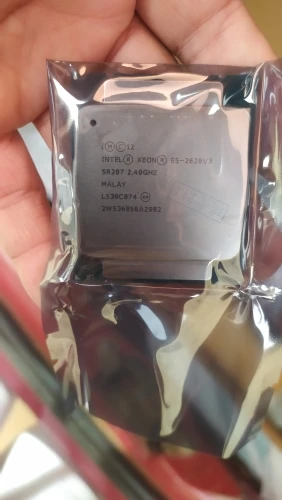 i Ⓜ Ⓒ 12
INTEL® XEON® E5-2620V3
SR207 2.40GHZ
MALAY
L530C074